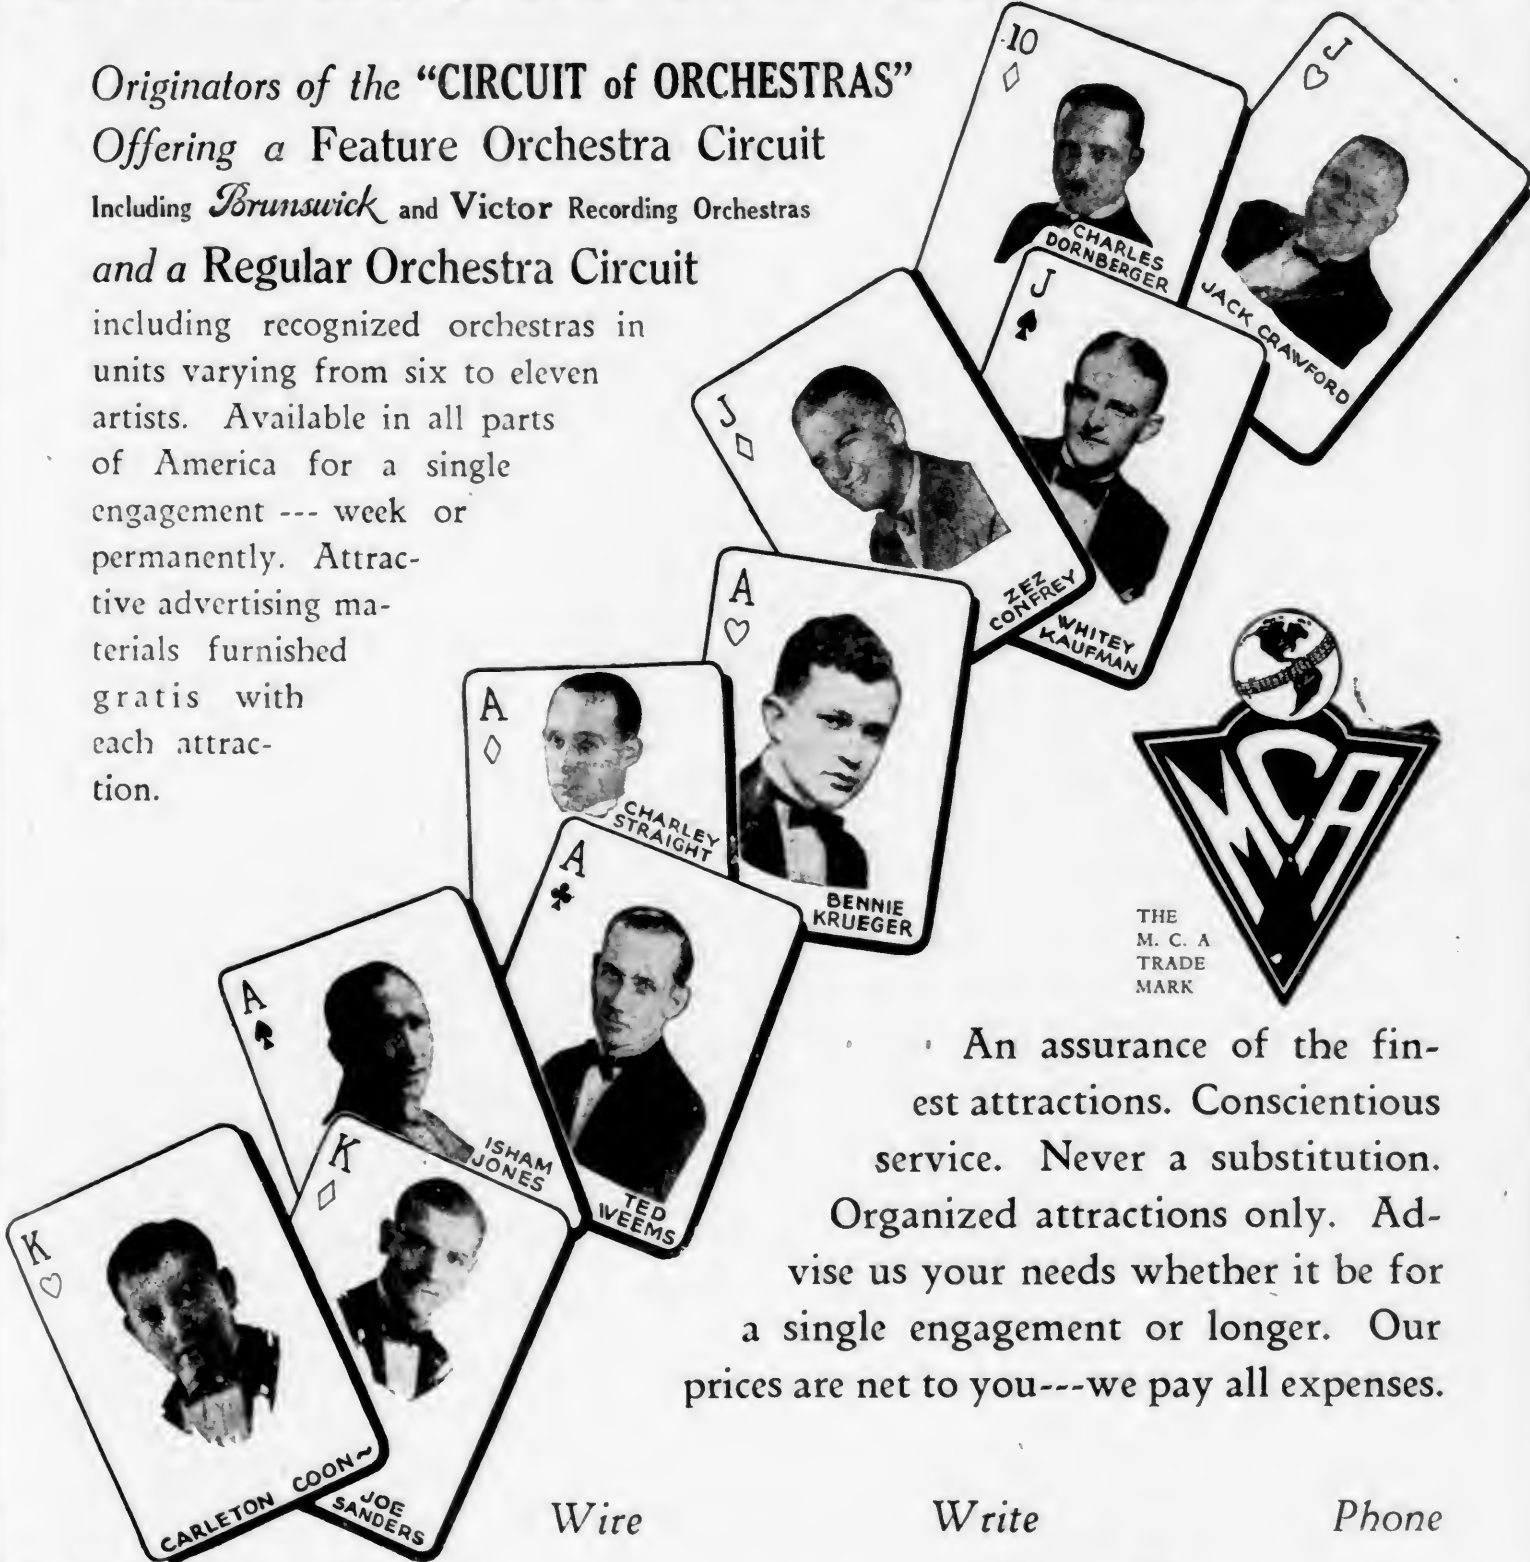 Originators of the “CIRCUIT of ORCHESTRAS”
Offering a Feature Orchestra Circuit
Including Brunswick and Victor Recording Orchestras
and a Regular Orchestra Circuit
including recognized orchestras in
units varying from six to eleven
artists. Available in all parts
of America for a single
engagement --- week or
permanently. Attrac-
tive advertising ma-
terials furnished
gratis with
each attrac-
tion.
10
CHARLES
DORNBERGER
J
JACK CRAWFORD
J
WHITEY
KAUFMAN
J
ZEZ
CONFREY
A
BENNIE
KRUEGER
A
CHARLEY
STRAIGHT
A
TED
WEEMS
A
ISHAM
JONES
K
JOE
SANDERS
K
CARLETON COON~
MCA
THE
M. C. A
TRADE
MARK
An assurance of the fin-
est attractions. Conscientious
service. Never a substitution.
Organized attractions only. Ad-
vise us your needs whether it be for
a single engagement or longer. Our
prices are net to you---we pay all expenses.
Wire Write Phone